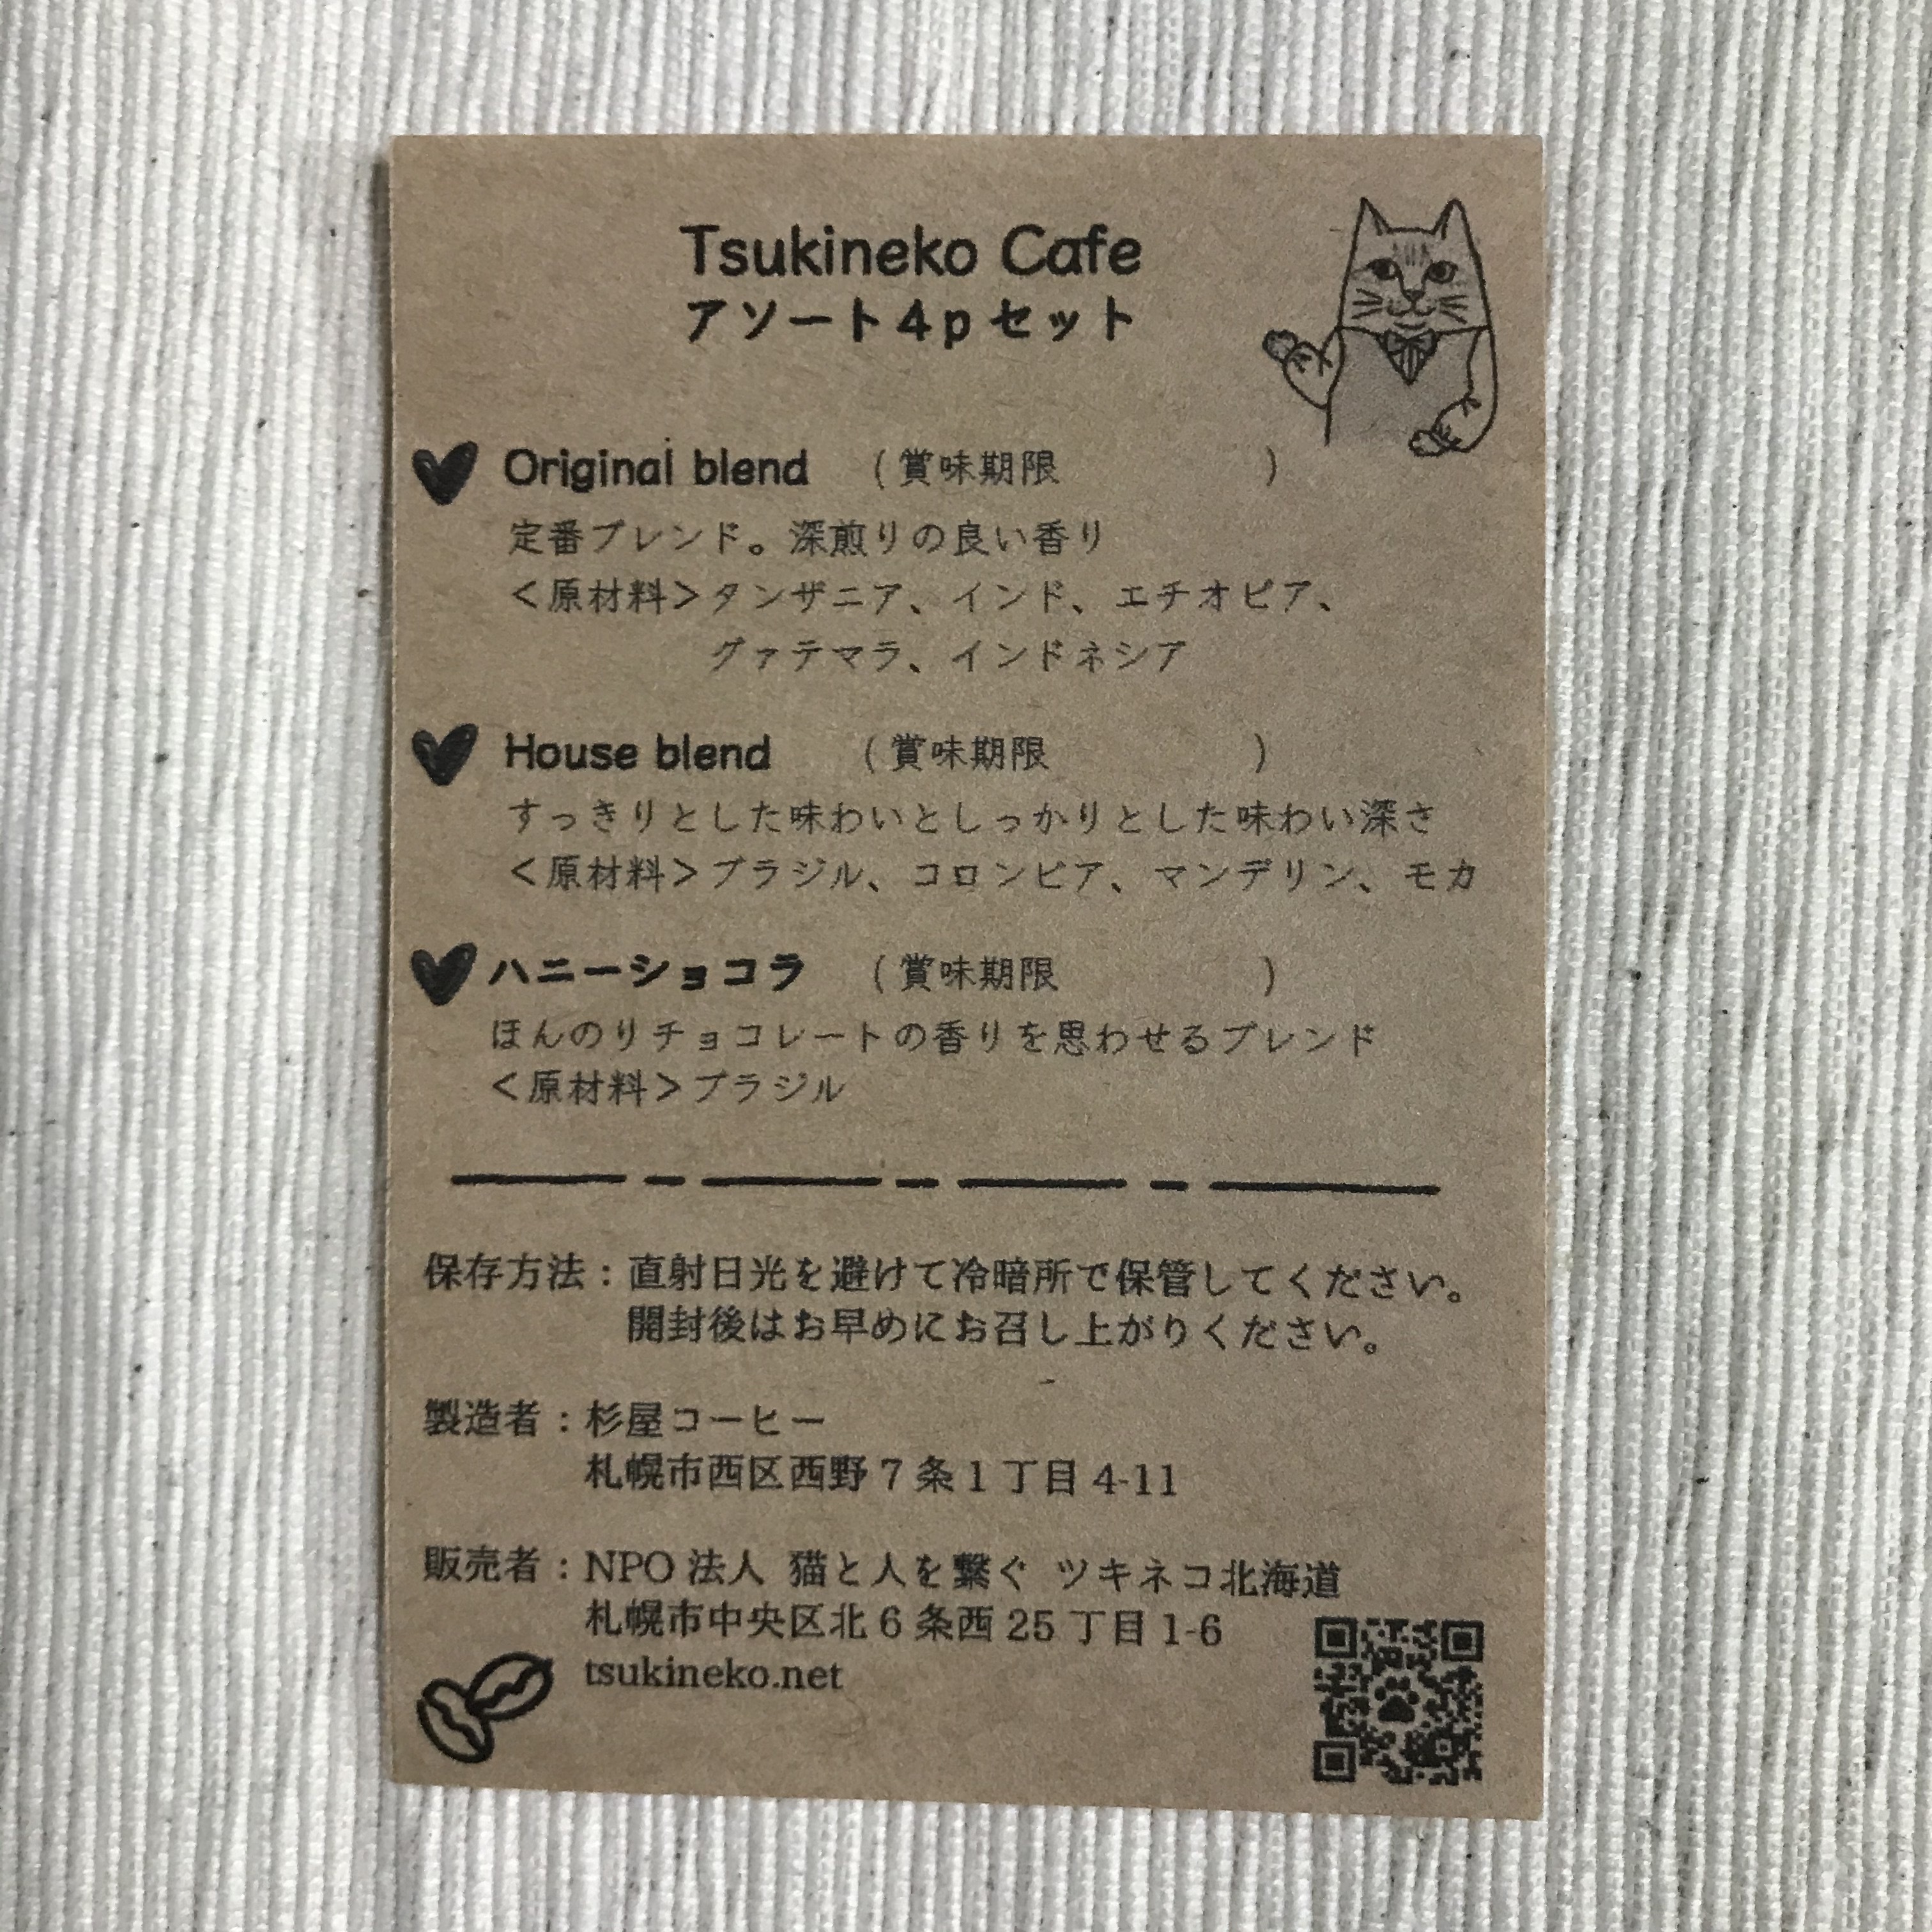 Tsukineko Cafe
アソート4pセット
Original blend （賞味期限　　　　　）
定番ブレンド。深煎りの良い香り
＜原材料＞タンザニア、インド、エチオピア、
グァテマラ、インドネシア
House blend （賞味期限　　　　　）
すっきりとした味わいとしっかりとした味わい深さ
＜原材料＞ブラジル、コロンビア、マンデリン、モカ
ハニーショコラ （賞味期限　　　　　）
ほんのりチョコレートの香りを思わせるブレンド
＜原材料＞ブラジル
保存方法：直射日光を避けて冷暗所で保管してください。
開封後はお早めにお召し上がりください。
製造者：杉屋コーヒー
札幌市西区西野7条1丁目4-11
販売者：NPO法人 猫と人を繋ぐ ツキネコ北海道
札幌市中央区北6条西25丁目1-6
tsukineko.net